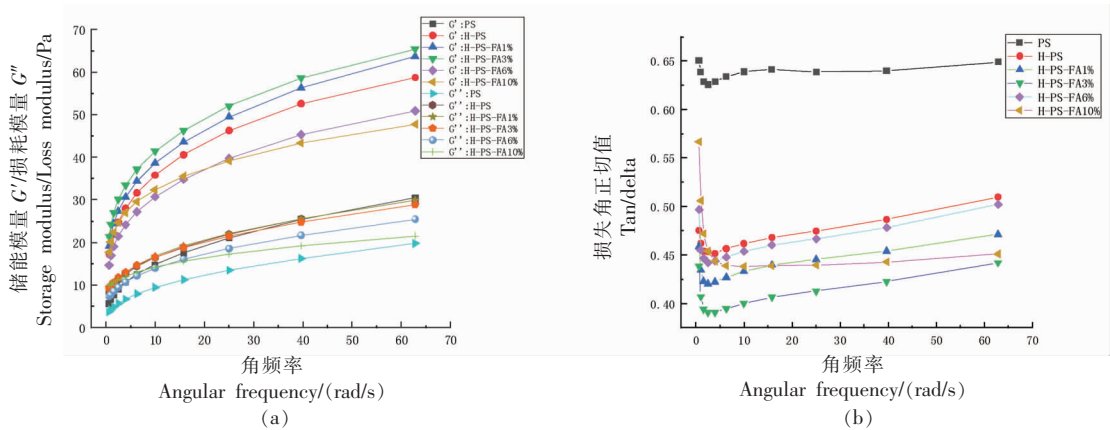 (a)
储能模量 G′/损耗模量 G″
Storage modulus/Loss modulus/Pa
70
60
50
40
30
20
10
0
G':PS
G':H-PS
G':H-PS-FA1%
G':H-PS-FA3%
G':H-PS-FA6%
G':H-PS-FA10%
G'':PS
G'':H-PS
G'':H-PS-FA1%
G'':H-PS-FA3%
G'':H-PS-FA6%
G'':H-PS-FA10%
0 10 20 30 40 50 60 70
角频率
Angular frequency/(rad/s)
(a)
(b)
损失角正切值
Tan/delta
0.65
0.60
0.55
0.50
0.45
0.40
PS
H-PS
H-PS-FA1%
H-PS-FA3%
H-PS-FA6%
H-PS-FA10%
0 10 20 30 40 50 60 70
角频率
Angular frequency/(rad/s)
(b)